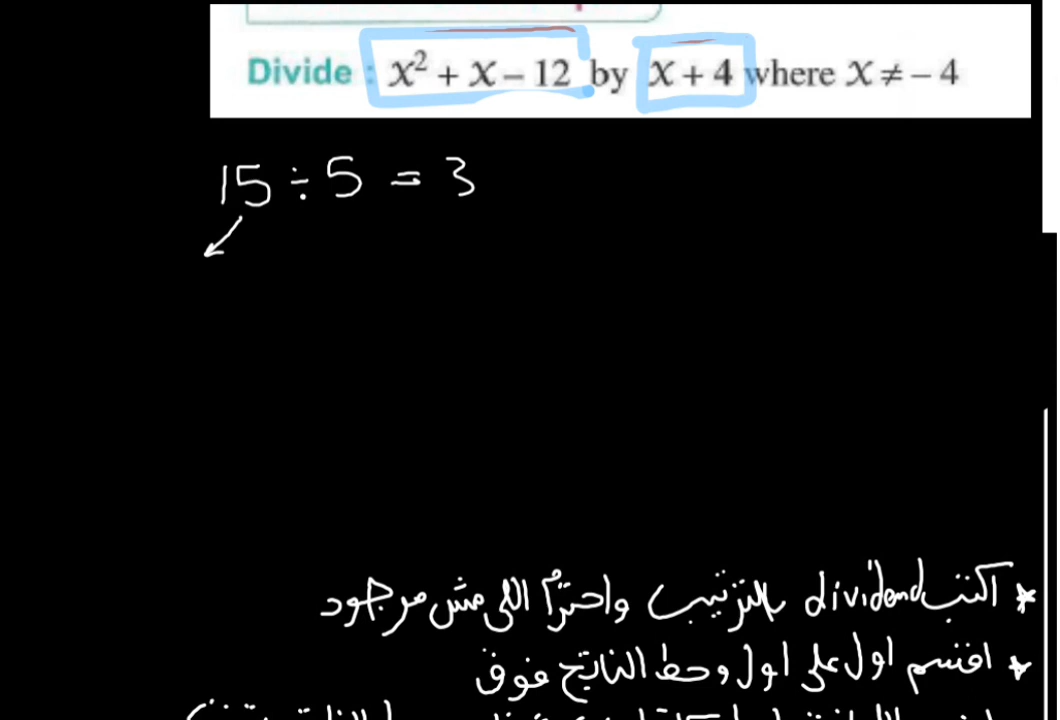 Divide : X² + X – 12 by X + 4 where X ≠ – 4
15 ÷ 5 = 3
* اكتب dividend بالترتيب واحترم اللى مش موجود
* اقسم اول على اول وحط الناتج فوق